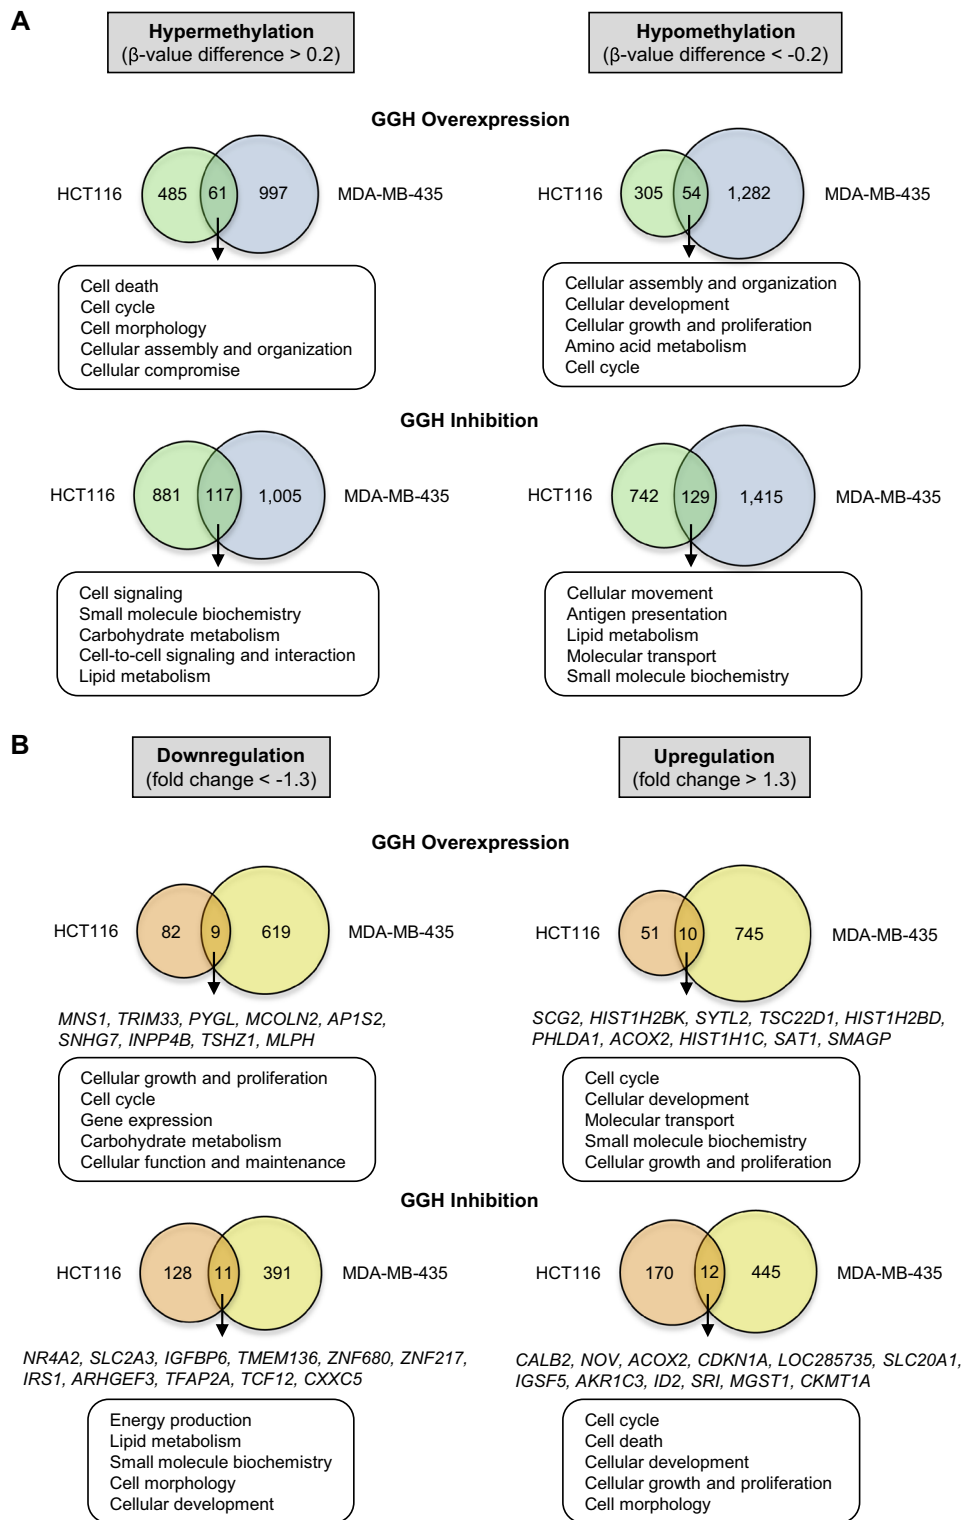 A
Hypermethylation
(β-value difference > 0.2)
Hypomethylation
(β-value difference < -0.2)
GGH Overexpression
HCT116 485 61 997 MDA-MB-435
HCT116 305 54 1,282 MDA-MB-435
Cell death
Cell cycle
Cell morphology
Cellular assembly and organization
Cellular compromise
Cellular assembly and organization
Cellular development
Cellular growth and proliferation
Amino acid metabolism
Cell cycle
GGH Inhibition
HCT116 881 117 1,005 MDA-MB-435
HCT116 742 129 1,415 MDA-MB-435
Cell signaling
Small molecule biochemistry
Carbohydrate metabolism
Cell-to-cell signaling and interaction
Lipid metabolism
Cellular movement
Antigen presentation
Lipid metabolism
Molecular transport
Small molecule biochemistry
B
Downregulation
(fold change < -1.3)
Upregulation
(fold change > 1.3)
GGH Overexpression
HCT116 82 9 619 MDA-MB-435
HCT116 51 10 745 MDA-MB-435
MNS1, TRIM33, PYGL, MCOLN2, AP1S2,
SNHG7, INPP4B, TSHZ1, MLPH
SCG2, HIST1H2BK, SYTL2, TSC22D1, HIST1H2BD,
PHLDA1, ACOX2, HIST1H1C, SAT1, SMAGP
Cellular growth and proliferation
Cell cycle
Gene expression
Carbohydrate metabolism
Cellular function and maintenance
Cell cycle
Cellular development
Molecular transport
Small molecule biochemistry
Cellular growth and proliferation
GGH Inhibition
HCT116 128 11 391 MDA-MB-435
HCT116 170 12 445 MDA-MB-435
NR4A2, SLC2A3, IGFBP6, TMEM136, ZNF680, ZNF217,
IRS1, ARHGEF3, TFAP2A, TCF12, CXXC5
CALB2, NOV, ACOX2, CDKN1A, LOC285735, SLC20A1,
IGSF5, AKR1C3, ID2, SRI, MGST1, CKMT1A
Energy production
Lipid metabolism
Small molecule biochemistry
Cell morphology
Cellular development
Cell cycle
Cell death
Cellular development
Cellular growth and proliferation
Cell morphology